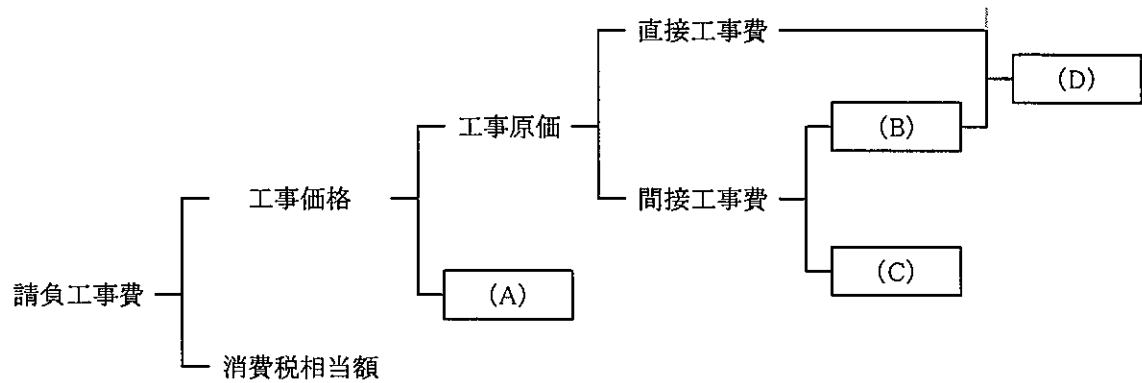 直接工事費
(D)
工事原価
(B)
工事価格
間接工事費
(A)
(C)
請負工事費
消費税相当額